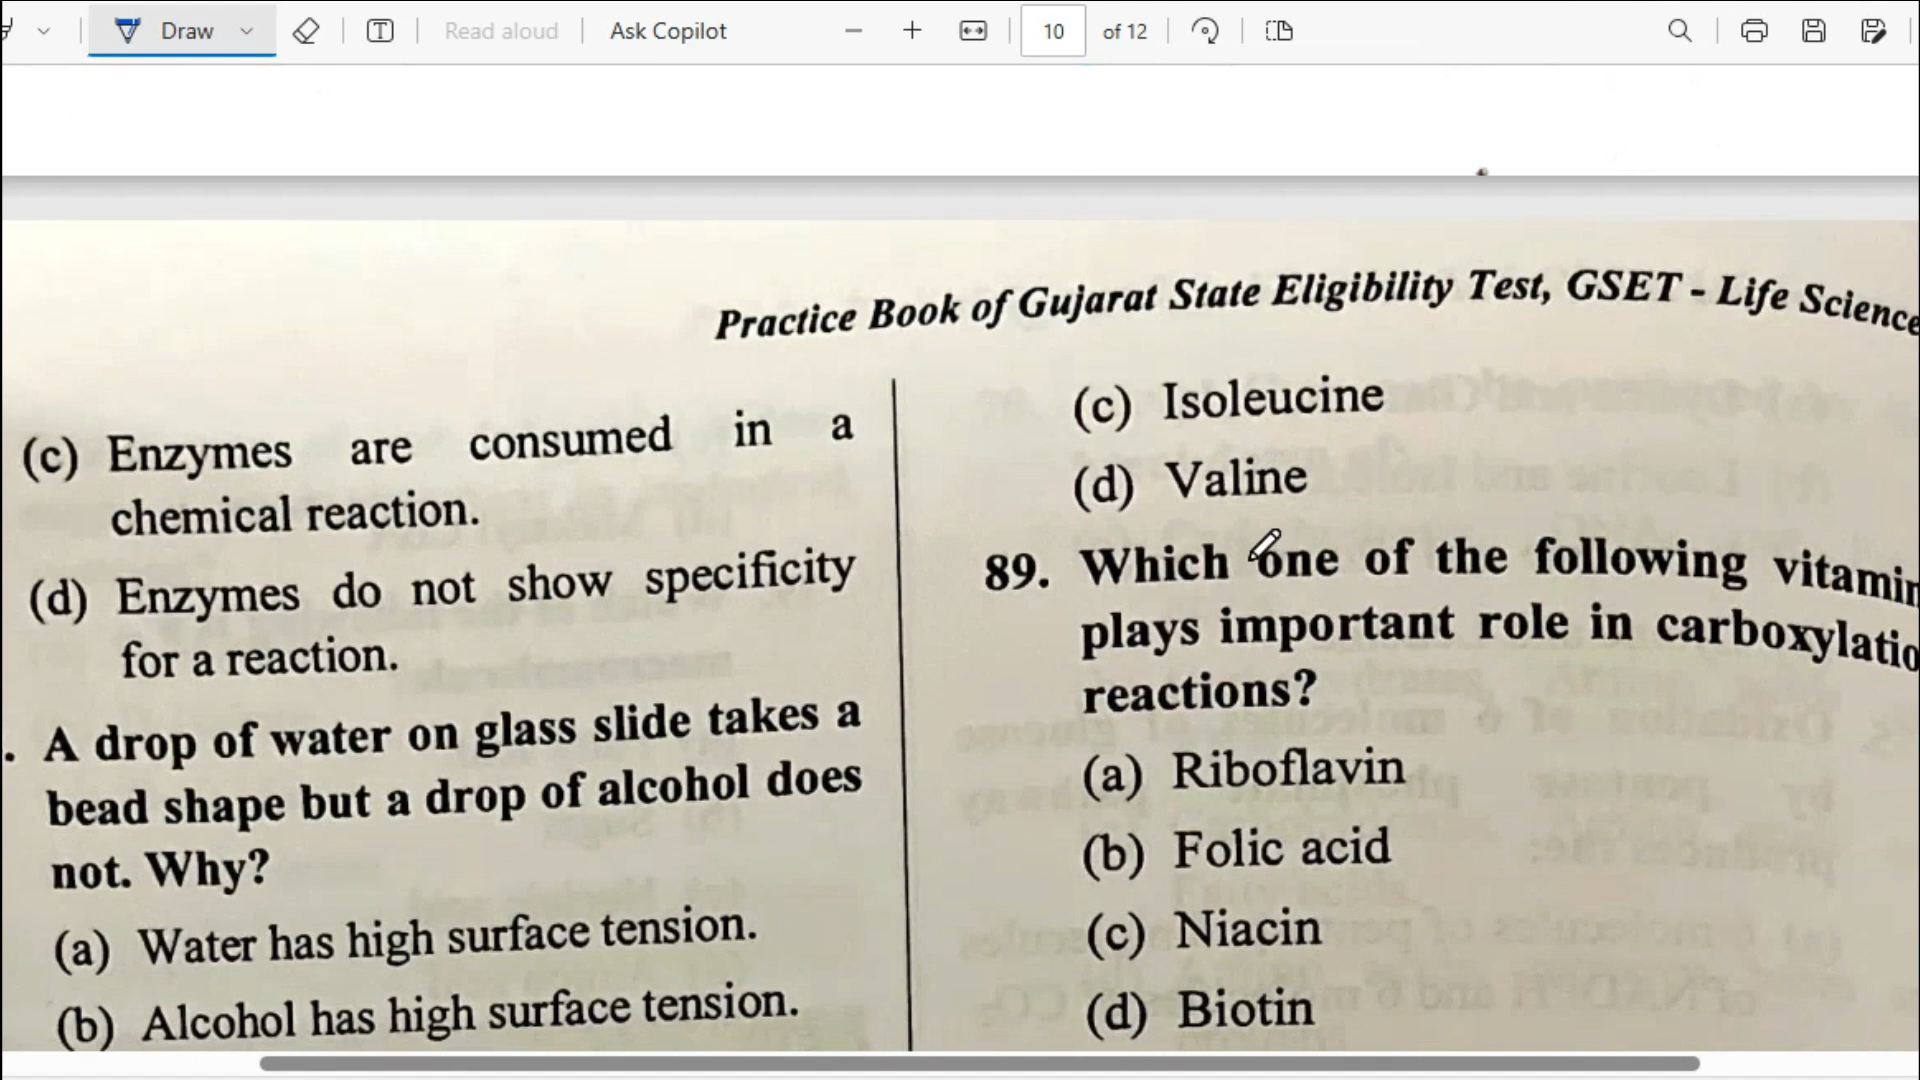 Draw
Read aloud
Ask Copilot
10
of 12
Practice Book of Gujarat State Eligibility Test, GSET - Life Science
(c) Enzymes are consumed in a
chemical reaction.
(d) Enzymes do not show specificity
for a reaction.
. A drop of water on glass slide takes a
bead shape but a drop of alcohol does
not. Why?
(a) Water has high surface tension.
(b) Alcohol has high surface tension.
(c) Isoleucine
(d) Valine
89. Which one of the following vitamin
plays important role in carboxylatio
reactions?
(a) Riboflavin
(b) Folic acid
(c) Niacin
(d) Biotin